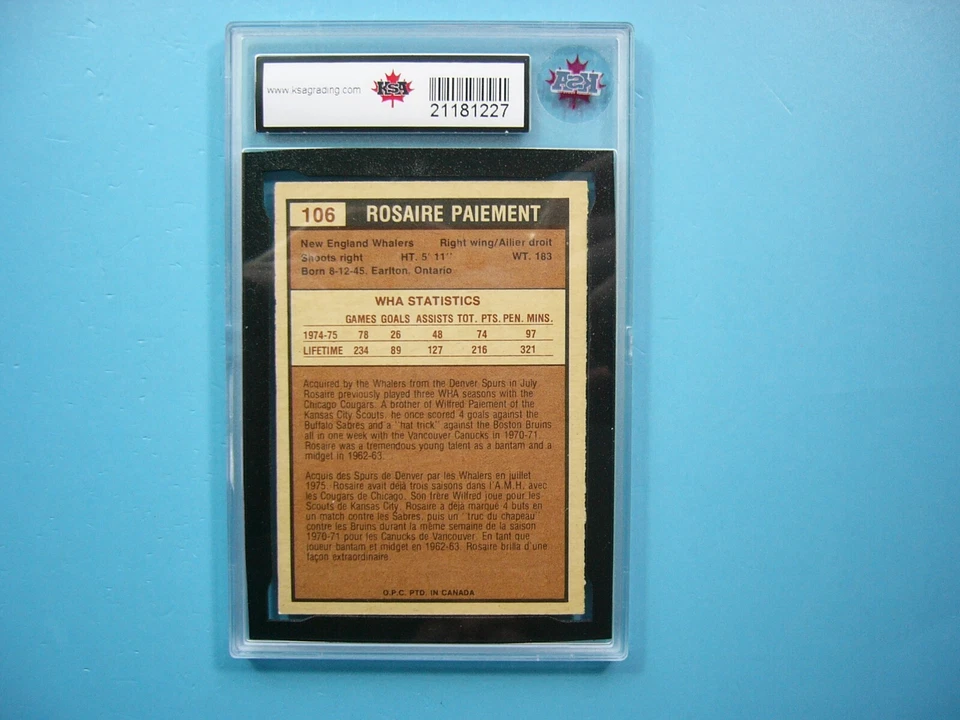 www.ksagrading.com KSA
21181227
KSA
106 ROSAIRE PAIEMENT
New England Whalers Right wing/Ailier droit
Shoots right HT. 5' 11" WT. 183
Born 8-12-45, Earlton, Ontario
WHA STATISTICS
GAMES GOALS ASSISTS TOT. PTS. PEN. MINS.
1974-75 78 26 48 74 97
LIFETIME 234 89 127 216 321
Acquired by the Whalers from the Denver Spurs in July
Rosaire previously played three WHA seasons with the
Chicago Cougars. A brother of Wilfred Paiement of the
Kansas City Scouts, he once scored 4 goals against the
Buffalo Sabres and a "hat trick" against the Boston Bruins
all in one week with the Vancouver Canucks in 1970-71.
Rosaire was a tremendous young talent as a bantam and a
midget in 1962-63.
Acquis des Spurs de Denver par les Whalers en juillet
1975. Rosaire avait déjà trois saisons dans l'A.M.H. avec
les Cougars de Chicago. Son frère Wilfred joue pour les
Scouts de Kansas City. Rosaire a déjà marqué 4 buts en
un match contre les Sabres, puis un "truc du chapeau"
contre les Bruins durant la même semaine de la saison
1970-71 pour les Canucks de Vancouver. En tant que
joueur bantam et midget en 1962-63, Rosaire brilla d'une
façon extraordinaire.
O.P.C. PTD. IN CANADA